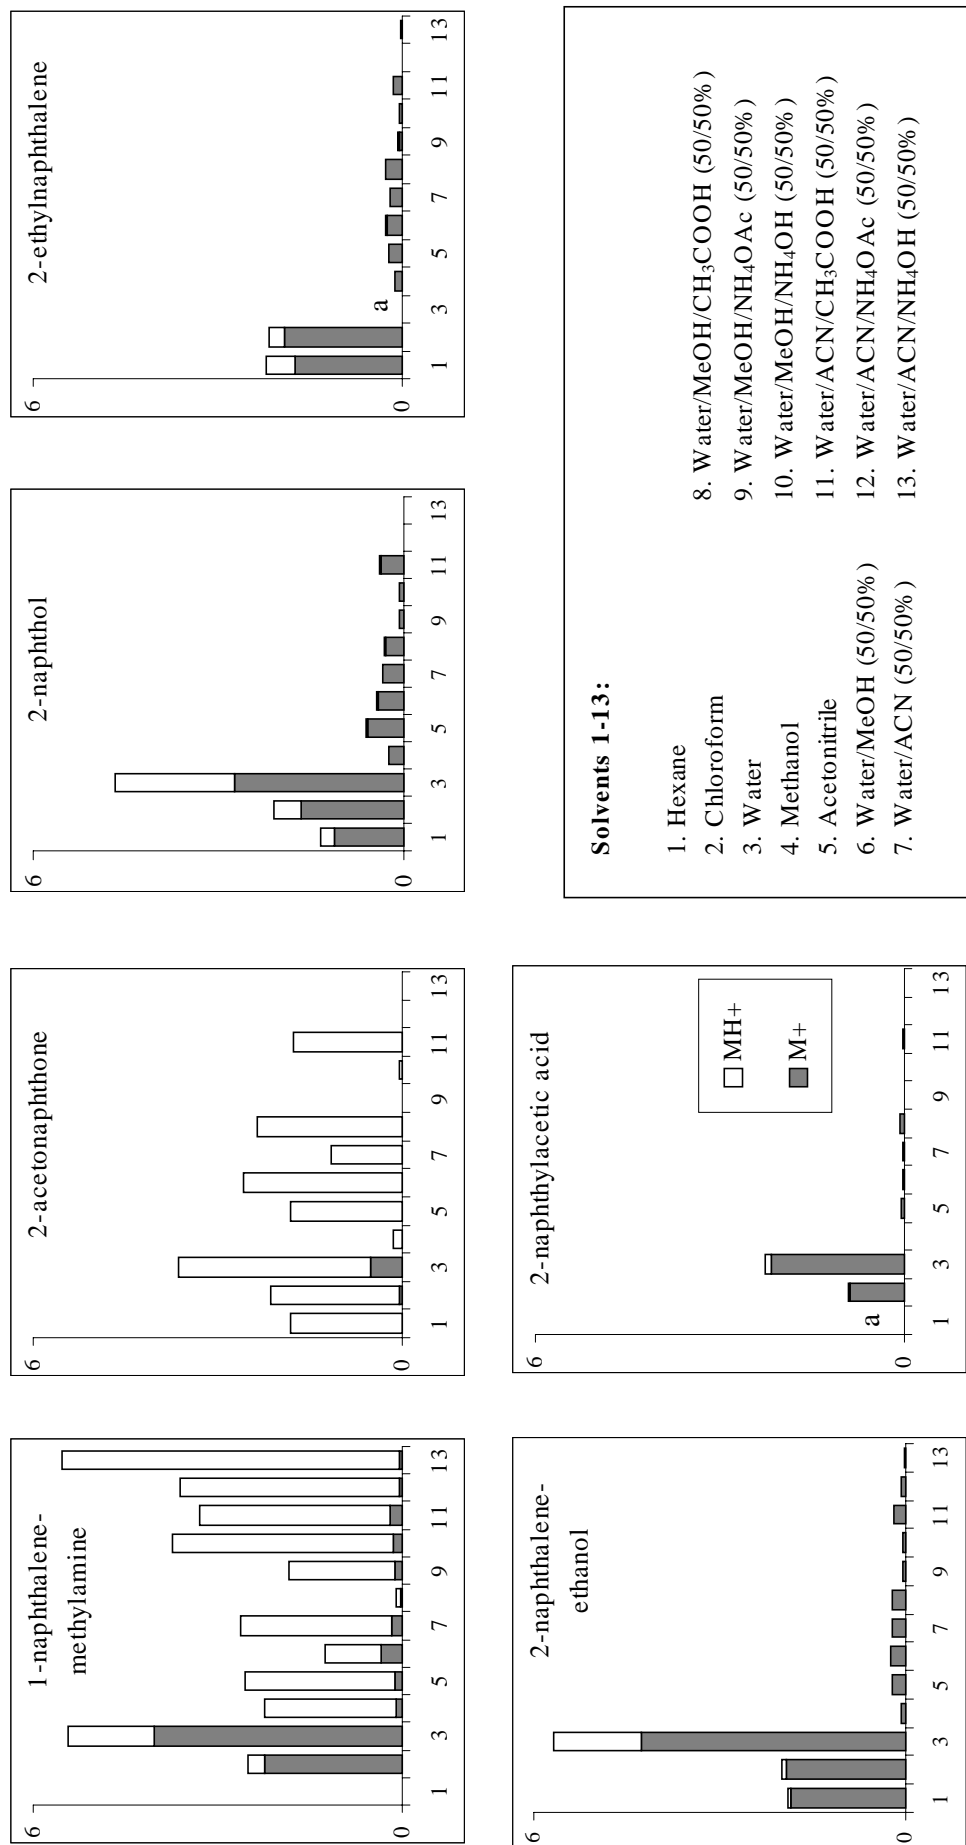 1-naphthalene-
methylamine
6
0
1 3 5 7 9 11 13
2-acetonaphthone
6
0
1 3 5 7 9 11 13
2-naphthol
6
0
1 3 5 7 9 11 13
2-ethylnaphthalene
6
a
0
1 3 5 7 9 11 13
2-naphthalene-
ethanol
6
0
1 3 5 7 9 11 13
2-naphthylacetic acid
6
MH+
M+
a
0
1 3 5 7 9 11 13
Solvents 1-13:
1. Hexane
2. Chloroform
3. Water
4. Methanol
5. Acetonitrile
6. Water/MeOH (50/50%)
7. Water/ACN (50/50%)
8. Water/MeOH/CH₃COOH (50/50%)
9. Water/MeOH/NH₄OAc (50/50%)
10. Water/MeOH/NH₄OH (50/50%)
11. Water/ACN/CH₃COOH (50/50%)
12. Water/ACN/NH₄OAc (50/50%)
13. Water/ACN/NH₄OH (50/50%)